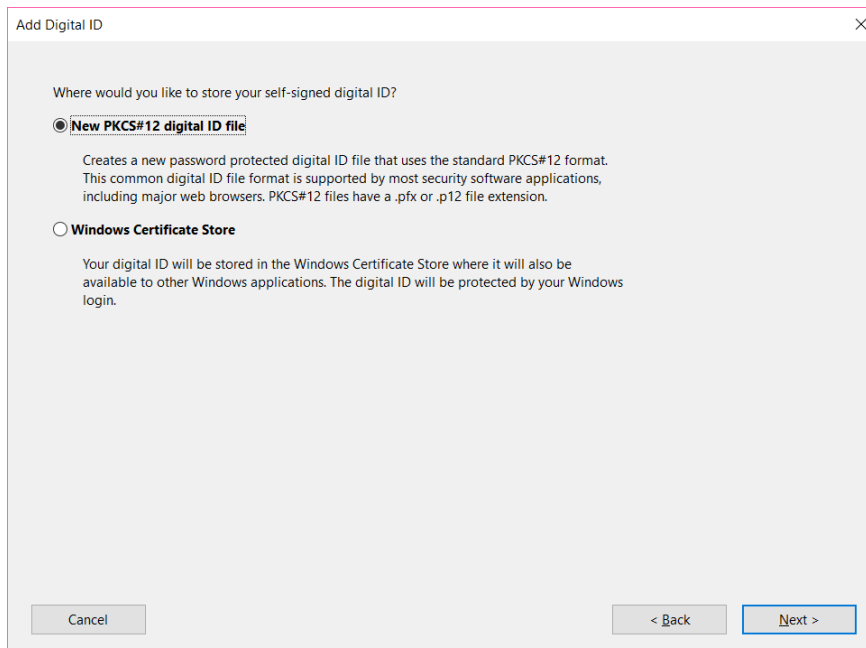 Add Digital ID
Where would you like to store your self-signed digital ID?
New PKCS#12 digital ID file
Creates a new password protected digital ID file that uses the standard PKCS#12 format.
This common digital ID file format is supported by most security software applications,
including major web browsers. PKCS#12 files have a .pfx or .p12 file extension.
Windows Certificate Store
Your digital ID will be stored in the Windows Certificate Store where it will also be
available to other Windows applications. The digital ID will be protected by your Windows
login.
Cancel
< Back
Next >